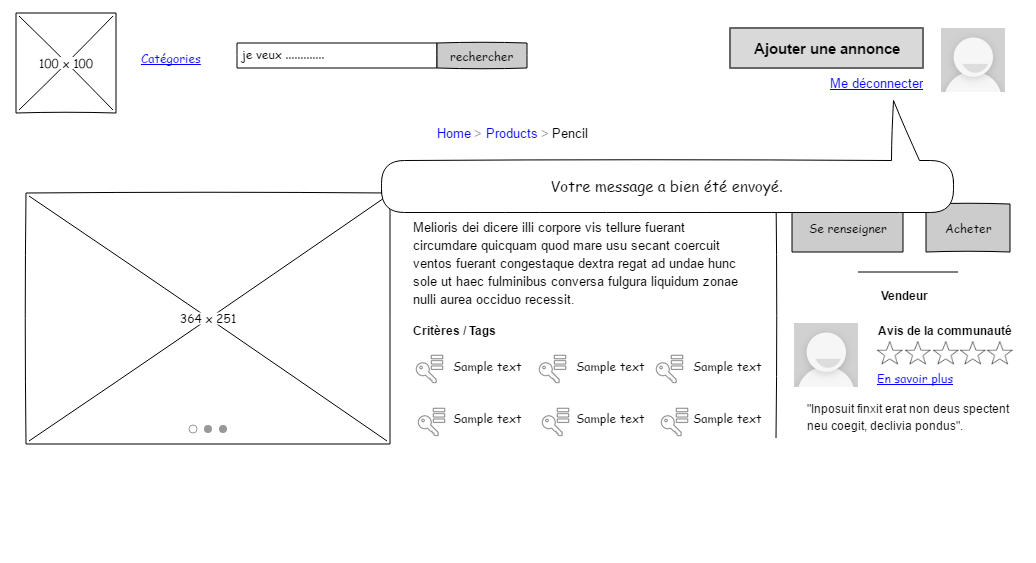 100 x 100
Catégories
je veux .............
rechercher
Ajouter une annonce
Me déconnecter
Home > Products > Pencil
Votre message a bien été envoyé.
364 x 251
Melioris dei dicere illi corpore vis tellure fuerant
circumdare quicquam quod mare usu secant coercuit
ventos fuerant congestaque dextra regat ad undae hunc
sole ut haec fulminibus conversa fulgura liquidum zonae
nulli aurea occiduo recessit.
Critères / Tags
Sample text Sample text Sample text
Sample text Sample text Sample text
Se renseigner
Acheter
Vendeur
Avis de la communauté
En savoir plus
"Inposuit finxit erat non deus spectent
neu coegit, declivia pondus".